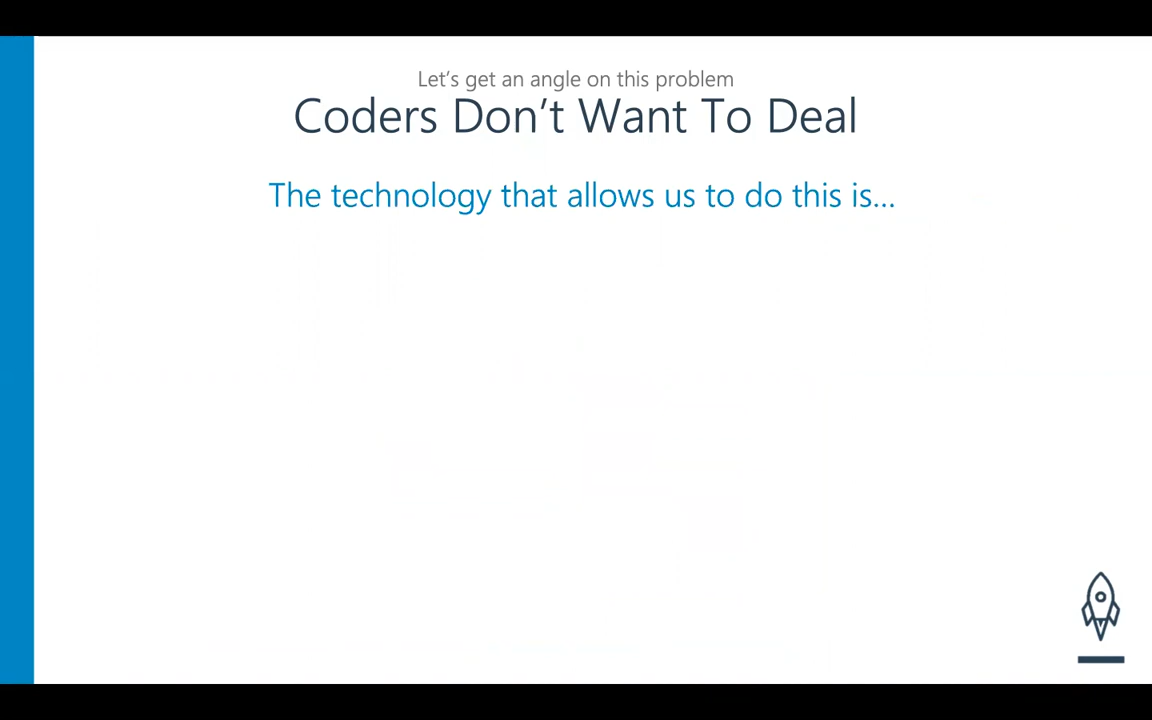 Let's get an angle on this problem
Coders Don't Want To Deal
The technology that allows us to do this is...